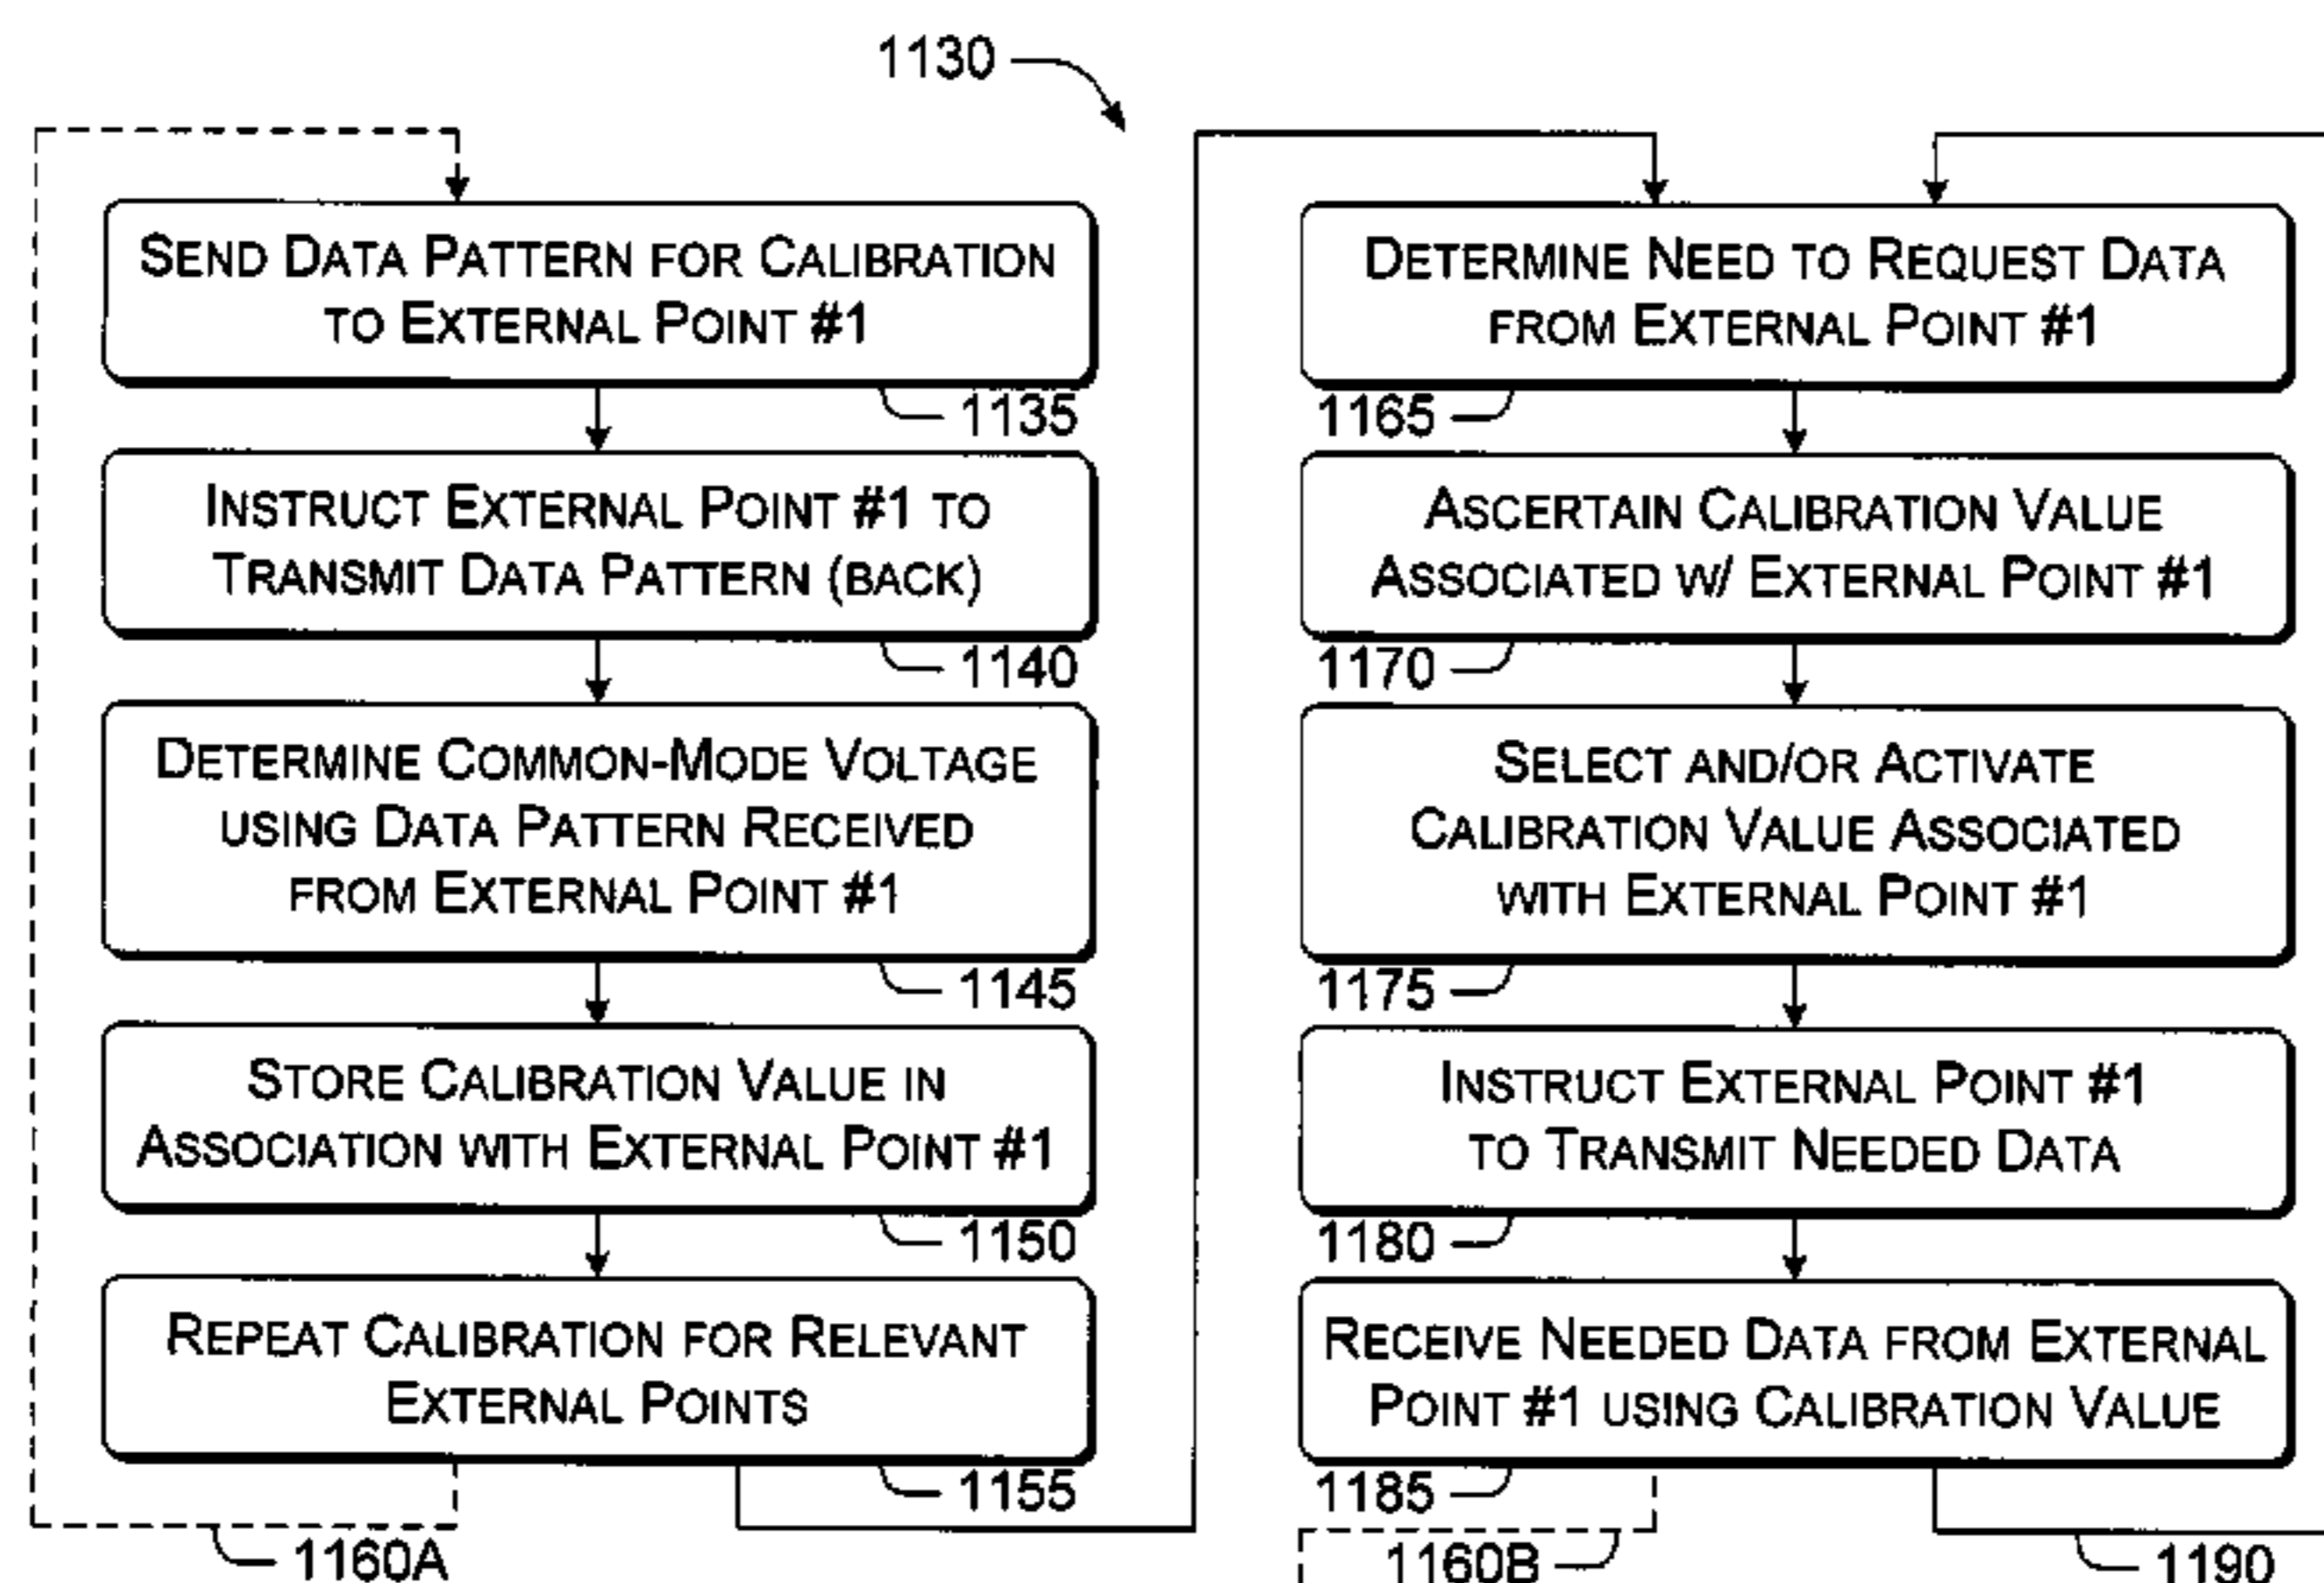 1130
SEND DATA PATTERN FOR CALIBRATION
TO EXTERNAL POINT #1
1135
INSTRUCT EXTERNAL POINT #1 TO
TRANSMIT DATA PATTERN (BACK)
1140
DETERMINE COMMON-MODE VOLTAGE
USING DATA PATTERN RECEIVED
FROM EXTERNAL POINT #1
1145
STORE CALIBRATION VALUE IN
ASSOCIATION WITH EXTERNAL POINT #1
1150
REPEAT CALIBRATION FOR RELEVANT
EXTERNAL POINTS
1155
1160A
DETERMINE NEED TO REQUEST DATA
FROM EXTERNAL POINT #1
1165
ASCERTAIN CALIBRATION VALUE
ASSOCIATED W/ EXTERNAL POINT #1
1170
SELECT AND/OR ACTIVATE
CALIBRATION VALUE ASSOCIATED
WITH EXTERNAL POINT #1
1175
INSTRUCT EXTERNAL POINT #1
TO TRANSMIT NEEDED DATA
1180
RECEIVE NEEDED DATA FROM EXTERNAL
POINT #1 USING CALIBRATION VALUE
1185
1160B
1190